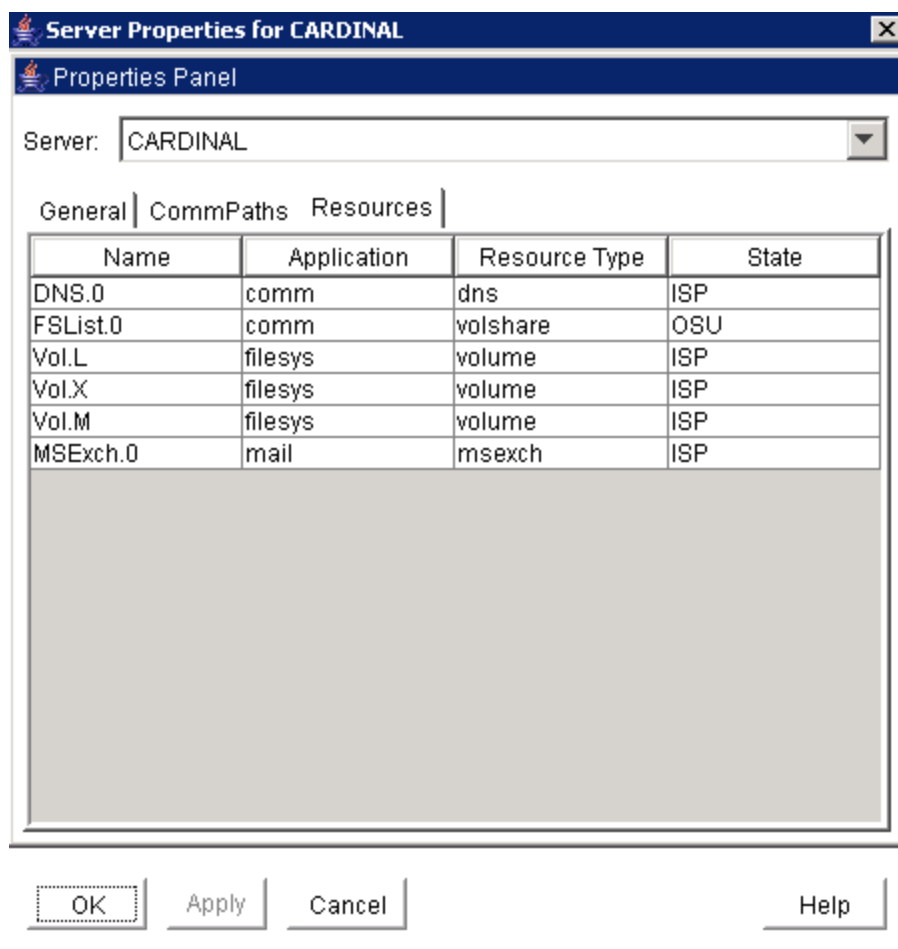 Server Properties for CARDINAL
Properties Panel
Server: CARDINAL
General CommPaths Resources
Name Application Resource Type State
DNS.0 comm dns ISP
FSList.0 comm volshare OSU
Vol.L filesys volume ISP
Vol.X filesys volume ISP
Vol.M filesys volume ISP
MSExch.0 mail msexch ISP
OK Apply Cancel Help